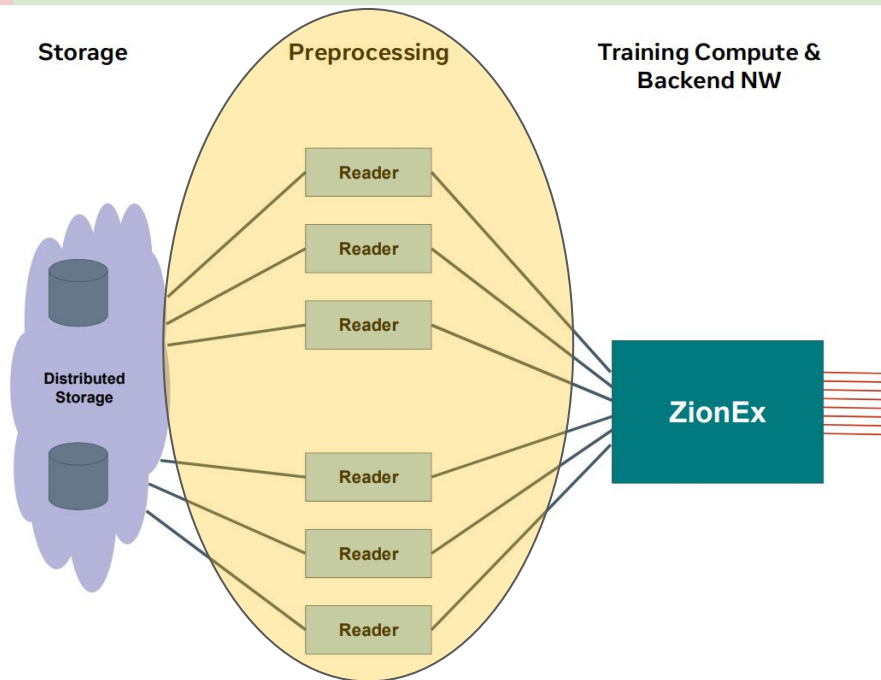 Storage
Preprocessing
Training Compute &
Backend NW
Reader
Reader
Reader
Distributed
Storage
ZionEx
Reader
Reader
Reader